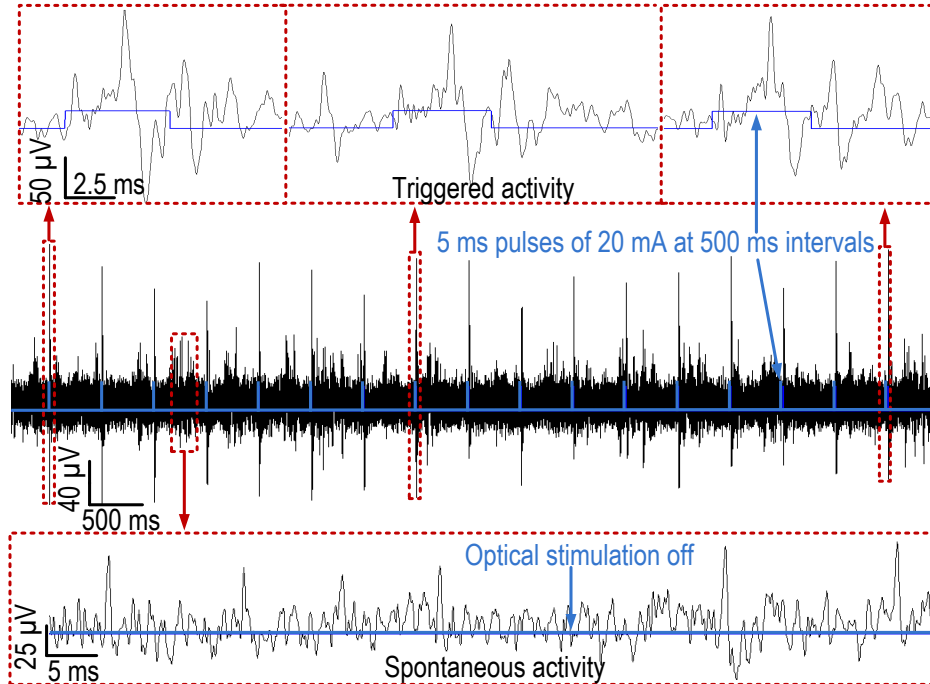 50 µV
2.5 ms
Triggered activity
5 ms pulses of 20 mA at 500 ms intervals
40 µV
500 ms
Optical stimulation off
25 µV
5 ms
Spontaneous activity